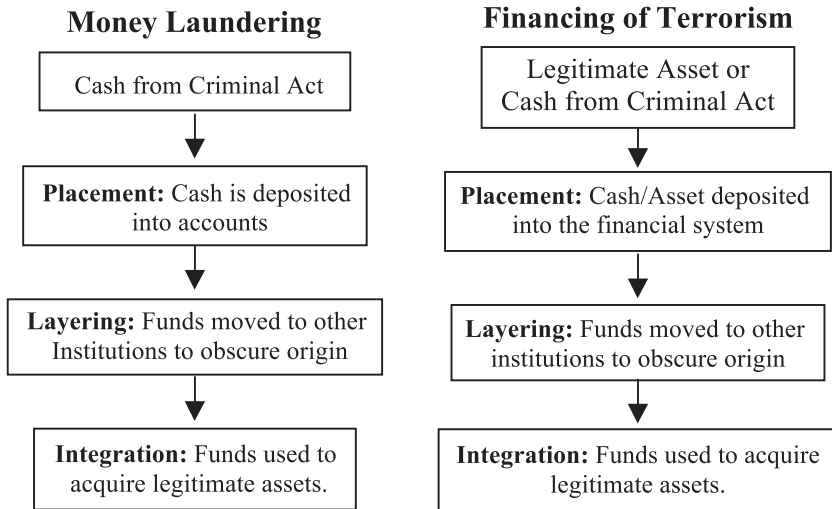 Money Laundering
Cash from Criminal Act
Placement: Cash is deposited
into accounts
Layering: Funds moved to other
Institutions to obscure origin
Integration: Funds used to
acquire legitimate assets.
Financing of Terrorism
Legitimate Asset or
Cash from Criminal Act
Placement: Cash/Asset deposited
into the financial system
Layering: Funds moved to other
institutions to obscure origin
Integration: Funds used to acquire
legitimate assets.